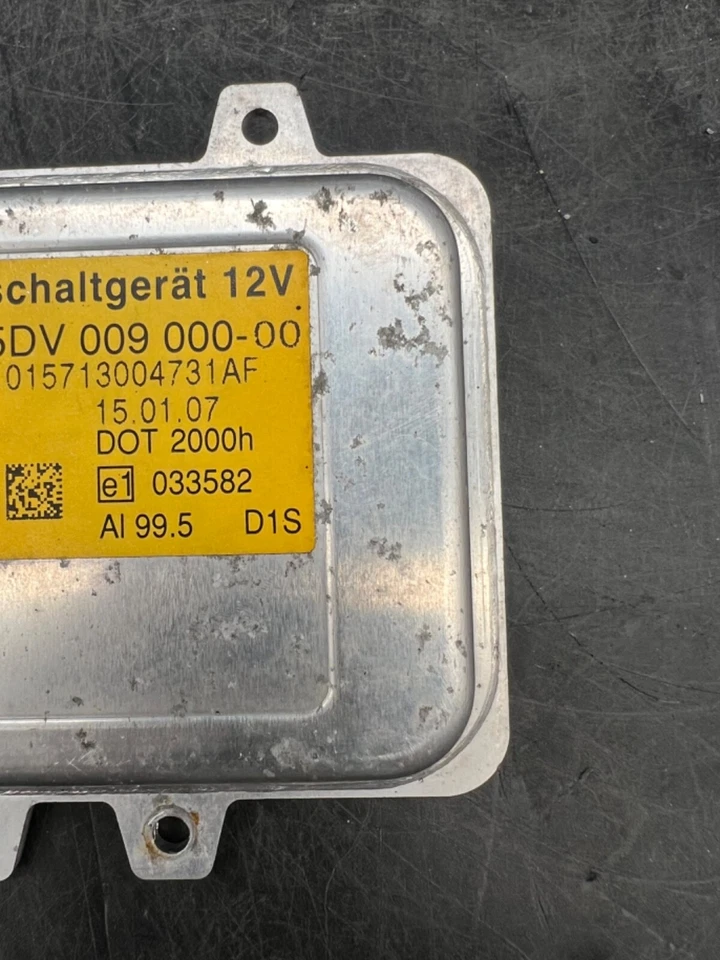 schaltgerät 12V
5DV 009 000-00
015713004731AF
15.01.07
DOT 2000h
e1 033582
Al 99.5 D1S